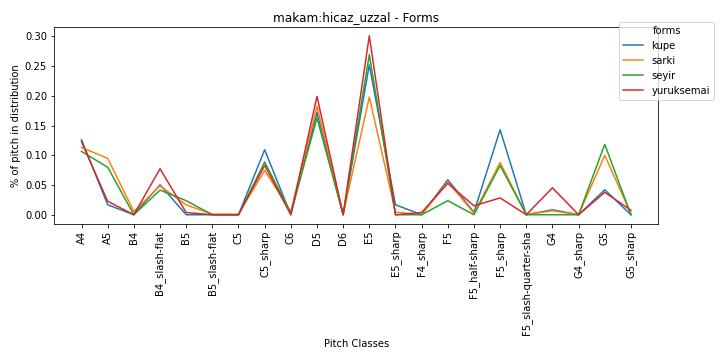 makam:hicaz_uzzal - Forms
forms
kupe
sarki
seyir
yuruksemai
% of pitch in distribution
0.30
0.25
0.20
0.15
0.10
0.05
0.00
A4
A5
B4
B4_slash-flat
B5
B5_slash-flat
C5
C5_sharp
C6
D5
D6
E5
E5_sharp
F4_sharp
F5
F5_half-sharp
F5_sharp
F5_slash-quarter-sha
G4
G4_sharp
G5
G5_sharp
Pitch Classes